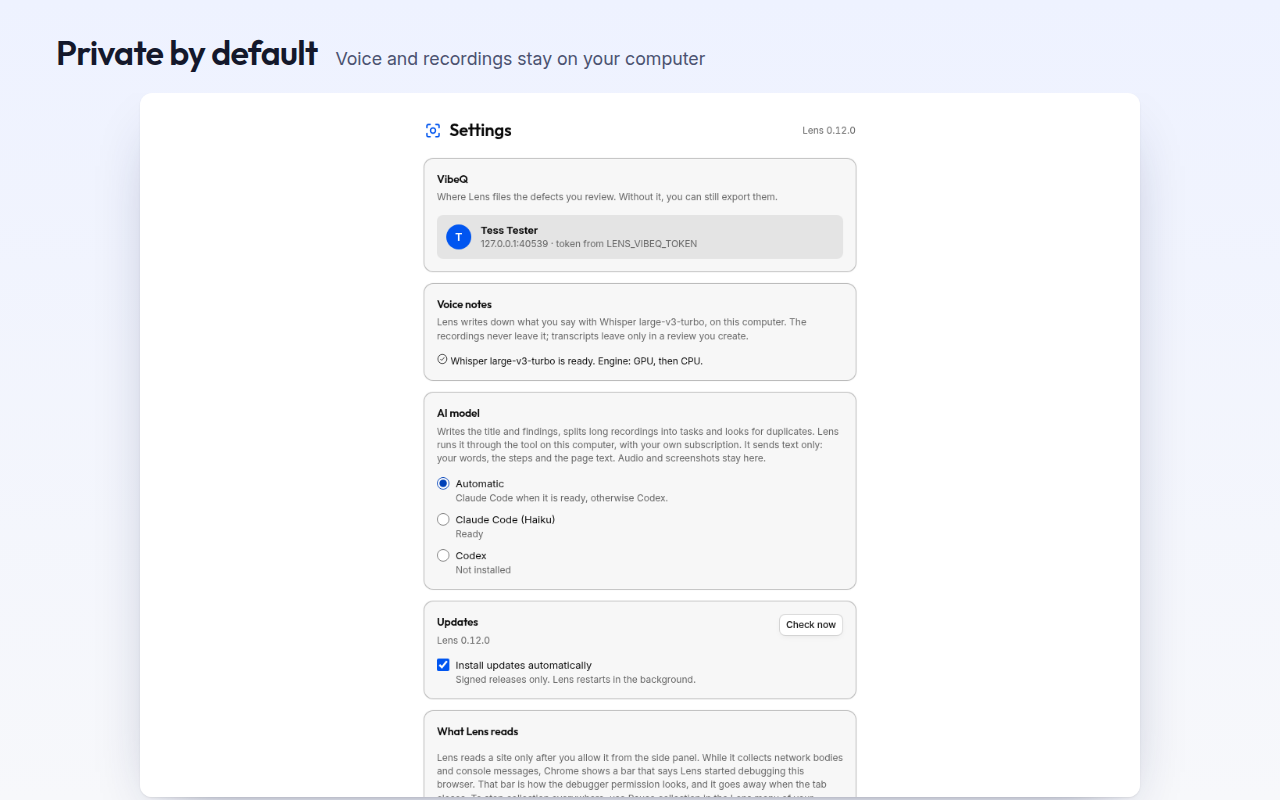 Private by default Voice and recordings stay on your computer
Settings Lens 0.12.0
VibeQ
Where Lens files the defects you review. Without it, you can still export them.
T
Tess Tester
127.0.0.1:40539 · token from LENS_VIBEQ_TOKEN
Voice notes
Lens writes down what you say with Whisper large-v3-turbo, on this computer. The
recordings never leave it; transcripts leave only in a review you create.
Whisper large-v3-turbo is ready. Engine: GPU, then CPU.
AI model
Writes the title and findings, splits long recordings into tasks and looks for duplicates. Lens
runs it through the tool on this computer, with your own subscription. It sends text only:
your words, the steps and the page text. Audio and screenshots stay here.
Automatic
Claude Code when it is ready, otherwise Codex.
Claude Code (Haiku)
Ready
Codex
Not installed
Updates Check now
Lens 0.12.0
Install updates automatically
Signed releases only. Lens restarts in the background.
What Lens reads
Lens reads a site only after you allow it from the side panel. While it collects network bodies
and console messages, Chrome shows a bar that says Lens started debugging this
browser. That bar is how the debugger permission looks, and it goes away when the tab